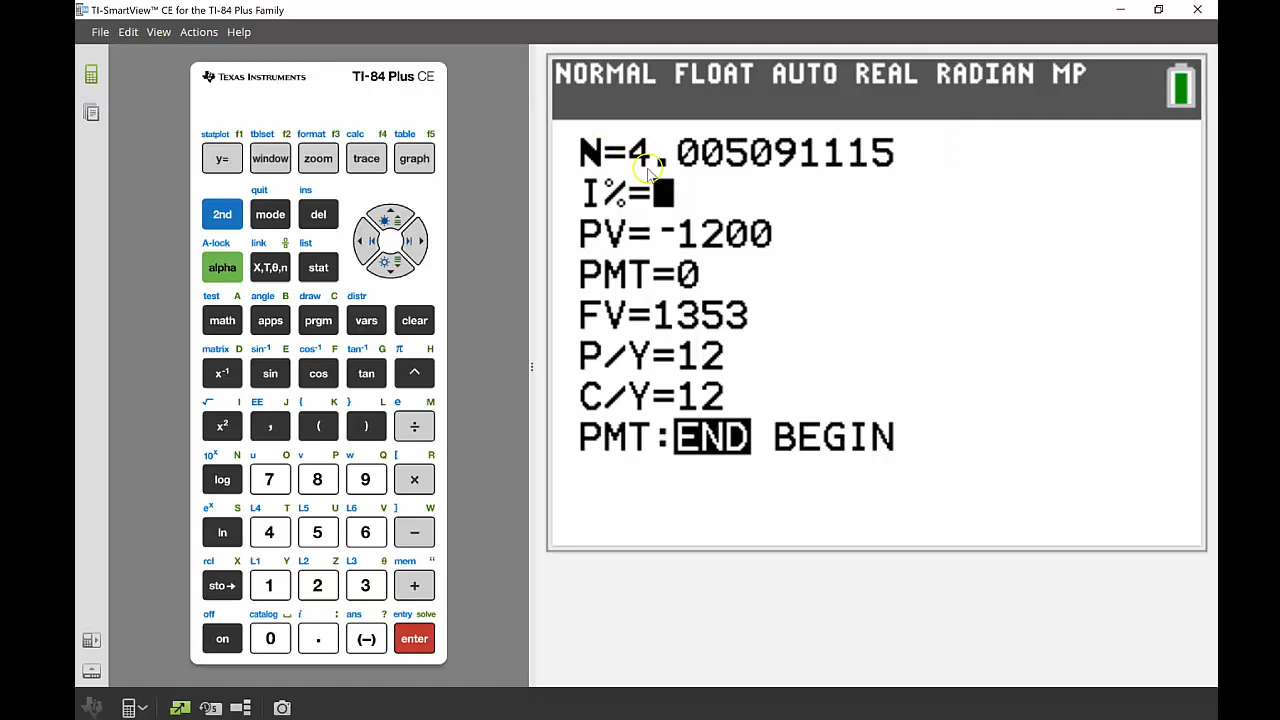 TI-SmartView™ CE for the TI-84 Plus Family
File Edit View Actions Help
TEXAS INSTRUMENTS TI-84 Plus CE
statplot f1 tblset f2 format f3 calc f4 table f5
y= window zoom trace graph
quit ins
2nd mode del
A-lock link list
alpha X,T,θ,n stat
test A angle B draw C distr
math apps prgm vars clear
matrix D sin⁻¹ E cos⁻¹ F tan⁻¹ G π H
x⁻¹ sin cos tan ^
√ I EE J { K } L e M
x² , ( ) ÷
10ˣ N u O v P w Q [ R
log 7 8 9 ×
eˣ S L4 T L5 U L6 V ] W
ln 4 5 6 −
rcl X L1 Y L2 Z L3 θ mem “
sto→ 1 2 3 +
off catalog ⎵ i : ans ? entry solve
on 0 . (–) enter
NORMAL FLOAT AUTO REAL RADIAN MP
N=4.005091115
I%=
PV=-1200
PMT=0
FV=1353
P/Y=12
C/Y=12
PMT:END BEGIN